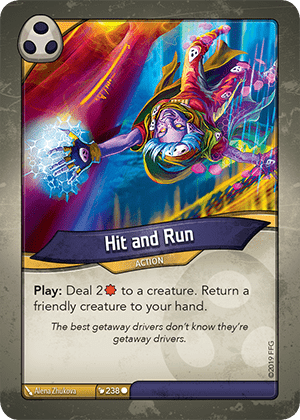 Hit and Run
ACTION
Play: Deal 2 to a creature. Return a
friendly creature to your hand.
The best getaway drivers don't know they're
getaway drivers.
©2019 FFG
Alena Zhukova
238